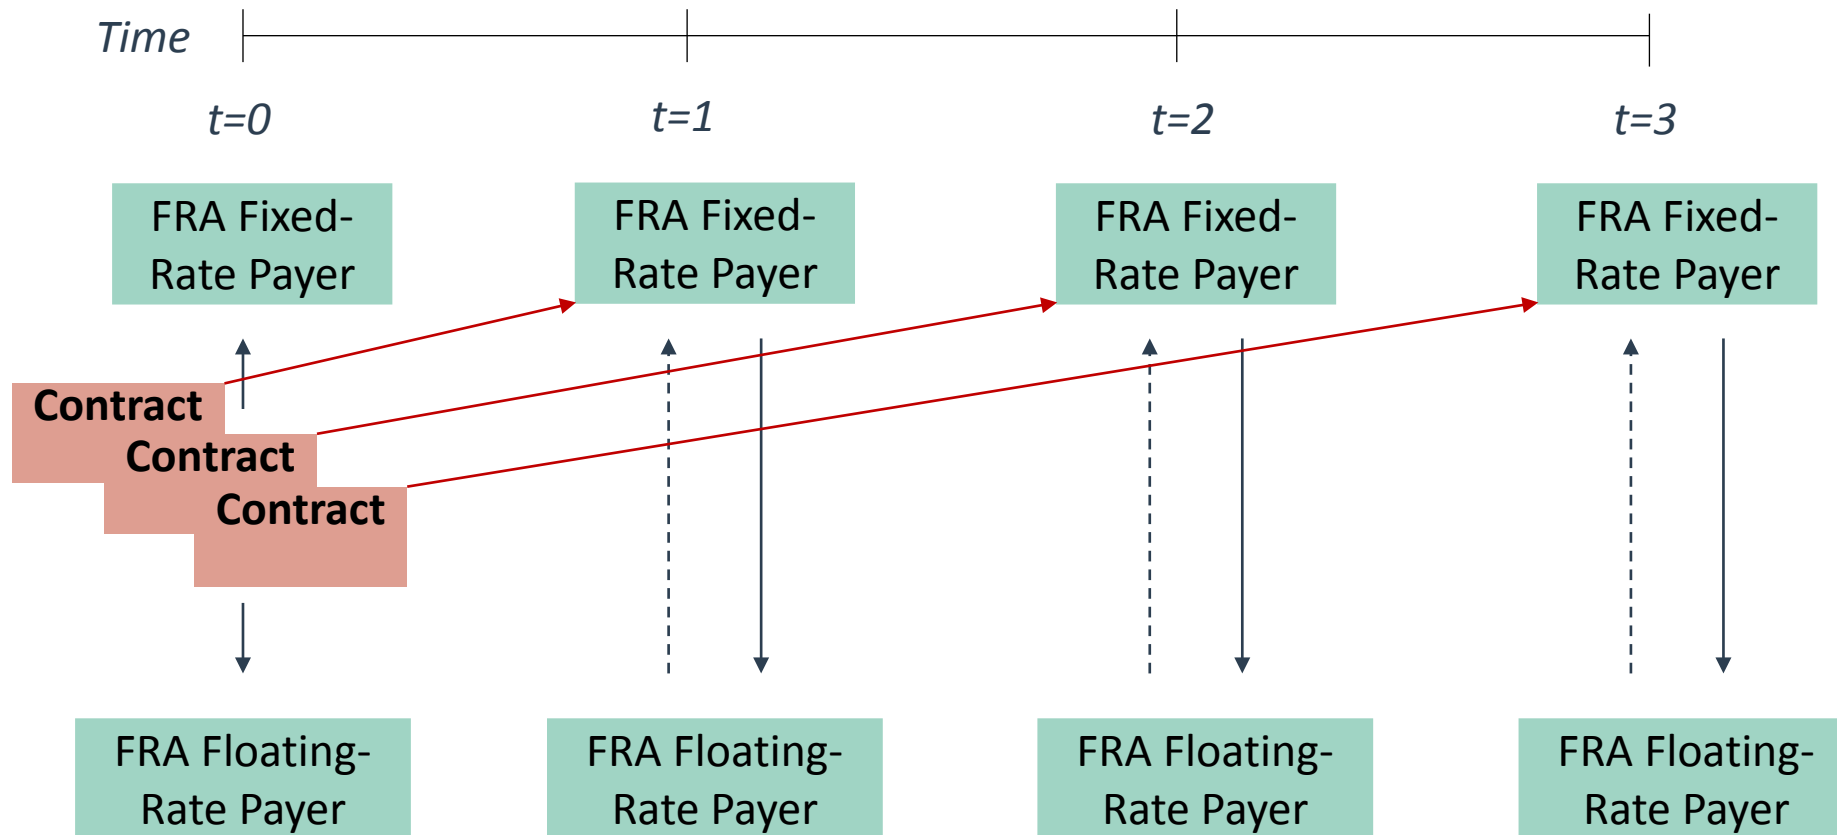 Time
t=0
t=1
t=2
t=3
FRA Fixed-
Rate Payer
FRA Fixed-
Rate Payer
FRA Fixed-
Rate Payer
FRA Fixed-
Rate Payer
Contract
Contract
Contract
FRA Floating-
Rate Payer
FRA Floating-
Rate Payer
FRA Floating-
Rate Payer
FRA Floating-
Rate Payer